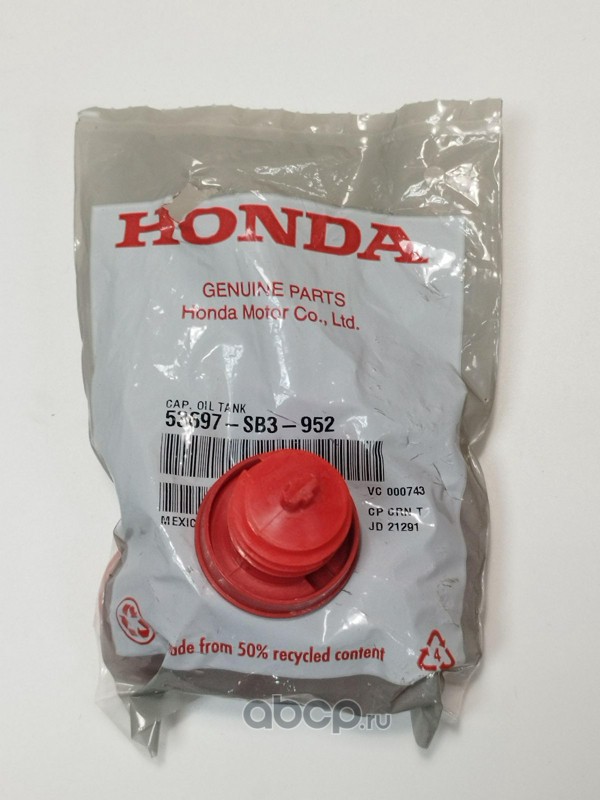 HONDA
GENUINE PARTS
Honda Motor Co., Ltd.
CAP, OIL TANK
53697-SB3-952
VC 000743
CP CRN T
MEXIC
JD 21291
ade from 50% recycled content
4
abcp.ru